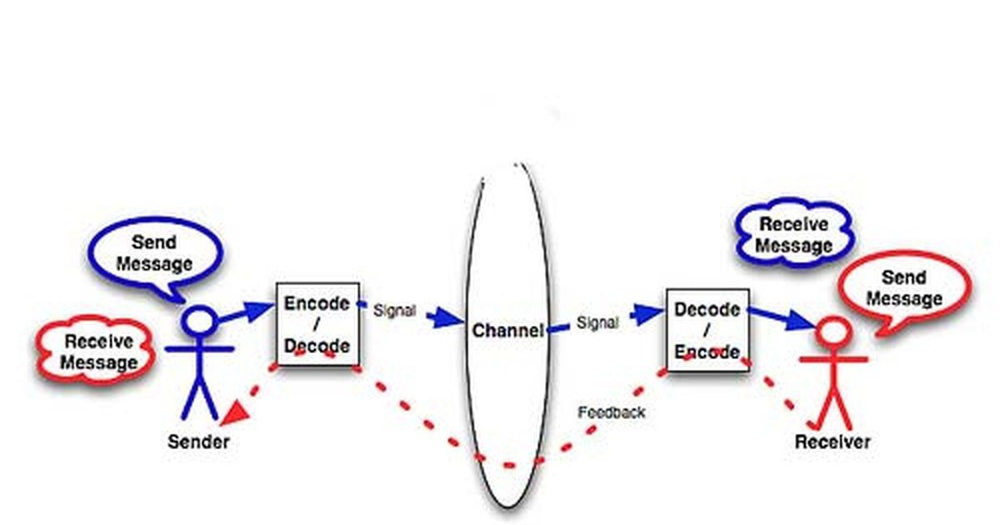 Send
Message
Receive
Message
Sender
Encode
/
Decode
Signal
Channel
Signal
Feedback
Decode
/
Encode
Receive
Message
Send
Message
Receiver